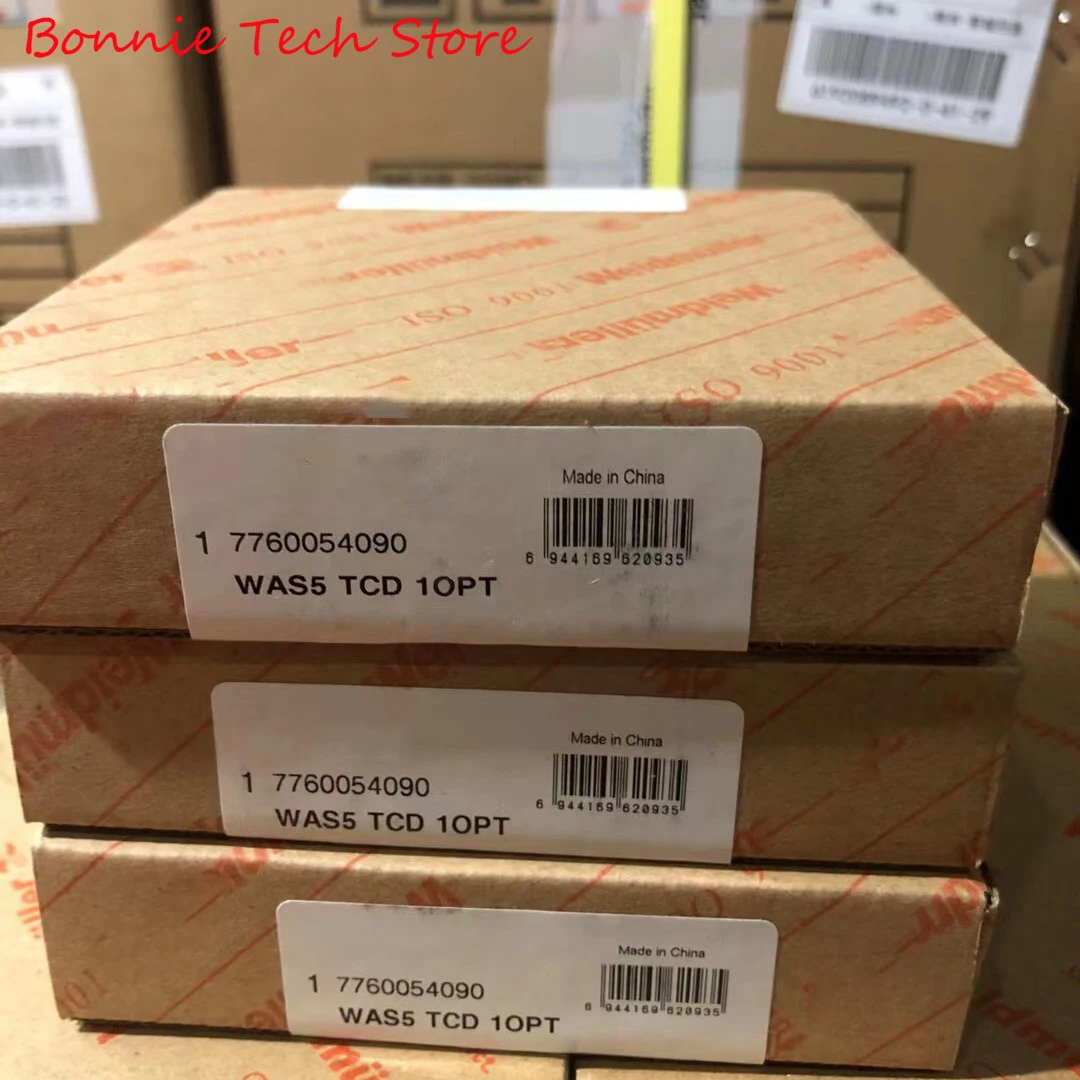 Bonnie Tech Store
Weidmüller
ISO 9001
Weidmüller
Made in China
1 7760054090
6 944169 620935
WAS5 TCD 1OPT
Made in China
1 7760054090
6 944169 620935
WAS5 TCD 1OPT
Made in China
1 7760054090
6 944169 620935
WAS5 TCD 1OPT